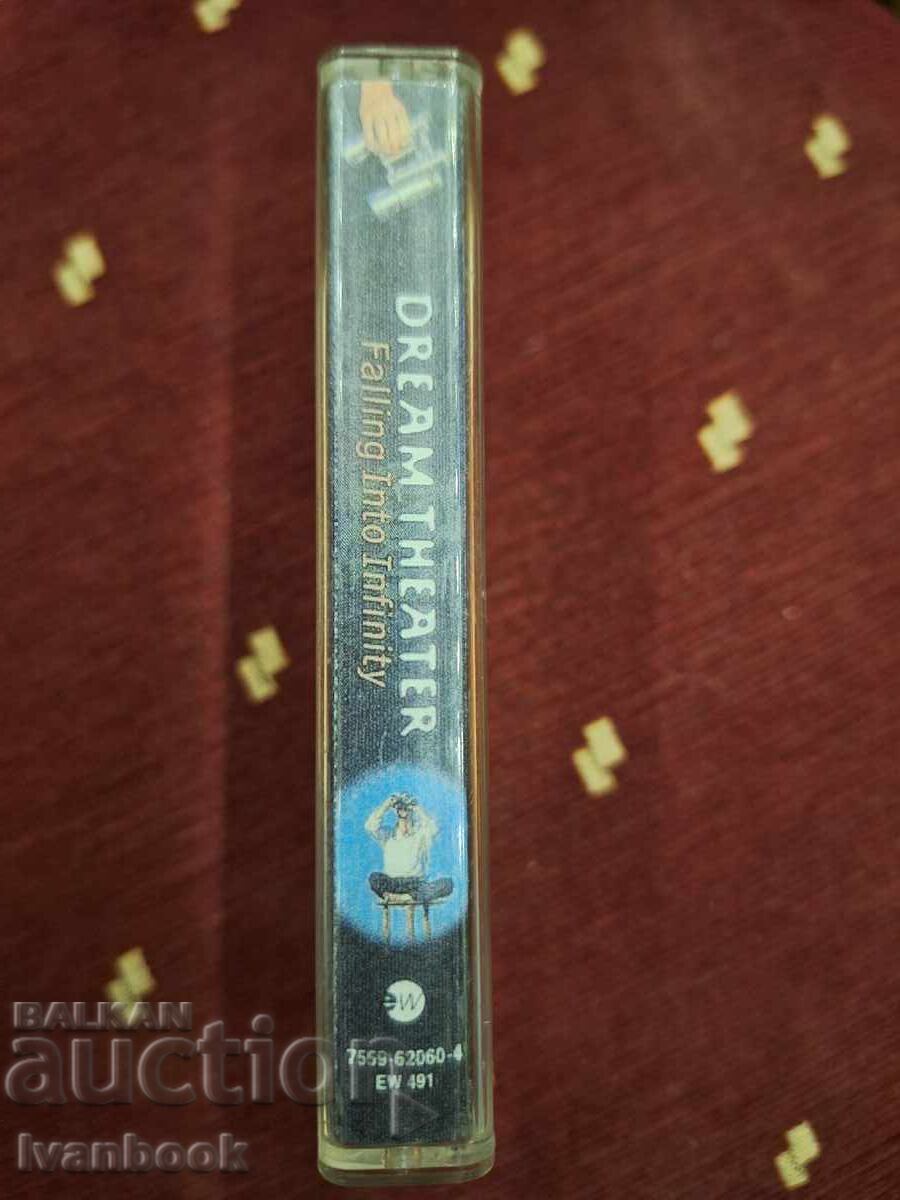 DREAM THEATER
Falling Into Infinity
ew
7559-62060-4
EW 491
BALKAN
auction
Ivanbook